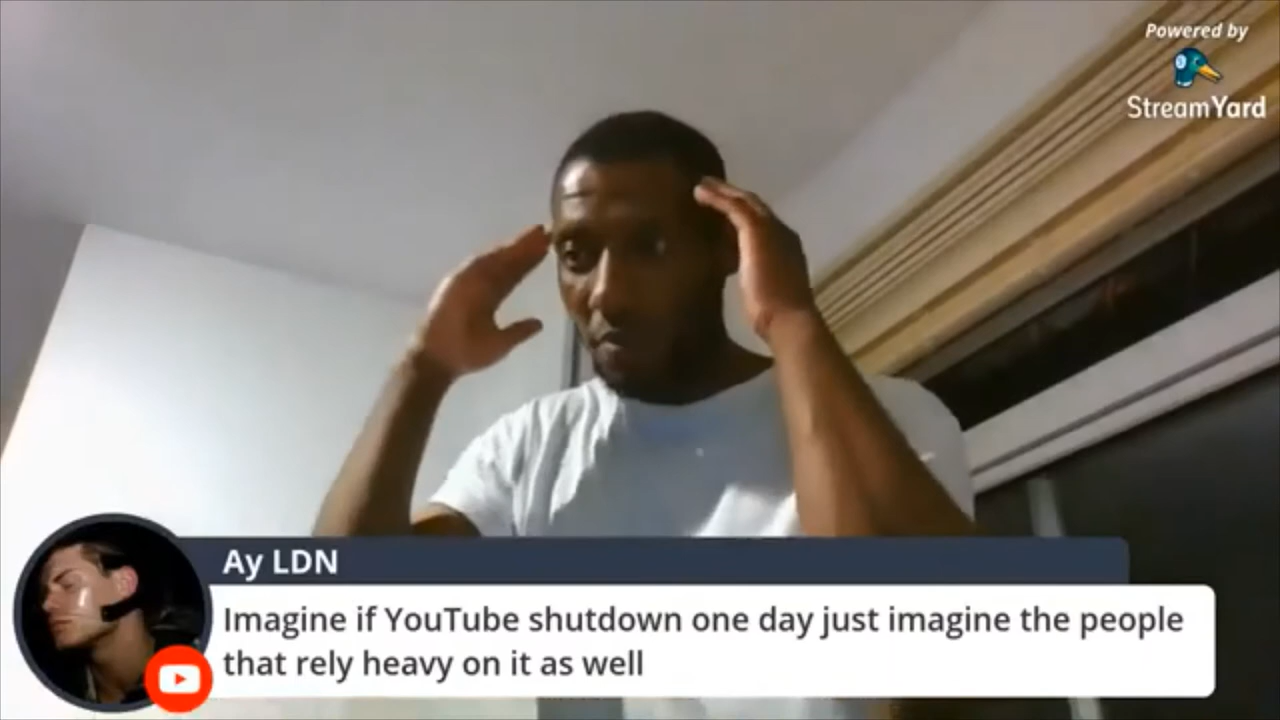 Powered by
StreamYard
Ay LDN
Imagine if YouTube shutdown one day just imagine the people
that rely heavy on it as well